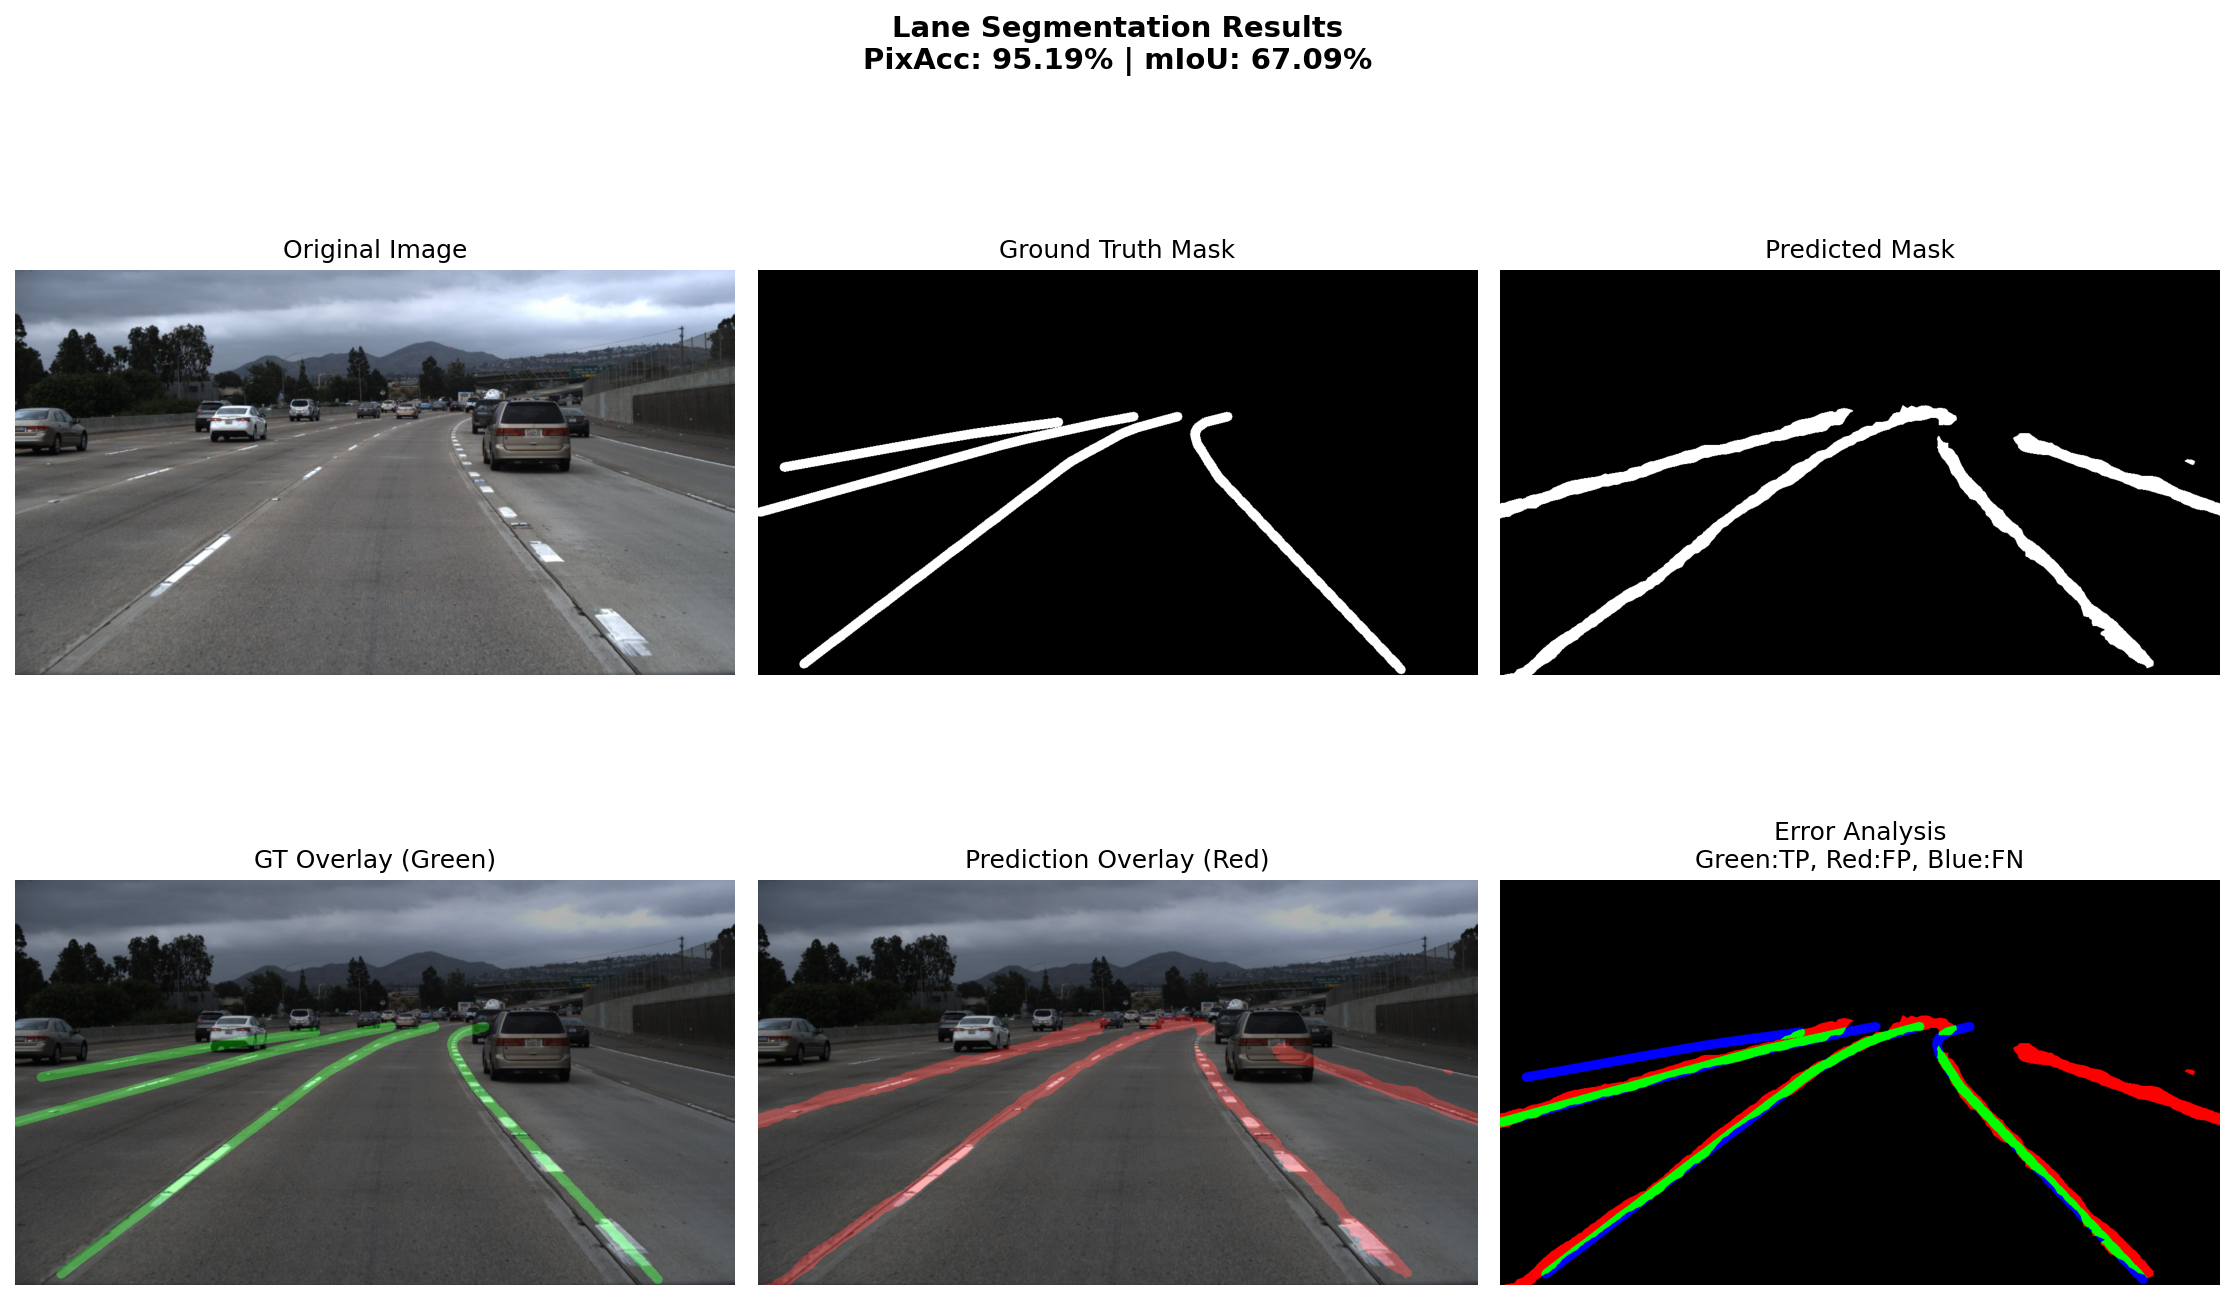 Lane Segmentation Results
PixAcc: 95.19% | mIoU: 67.09%
Original Image
Ground Truth Mask
Predicted Mask
GT Overlay (Green)
Prediction Overlay (Red)
Error Analysis
Green:TP, Red:FP, Blue:FN